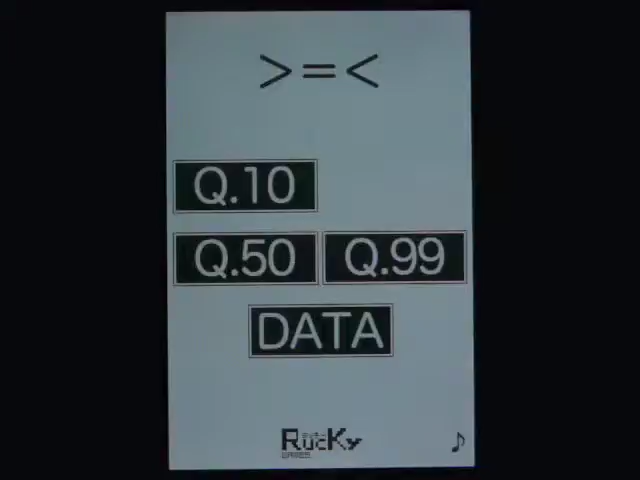 >=<
Q.10
Q.50 Q.99
DATA
RucKy
♪